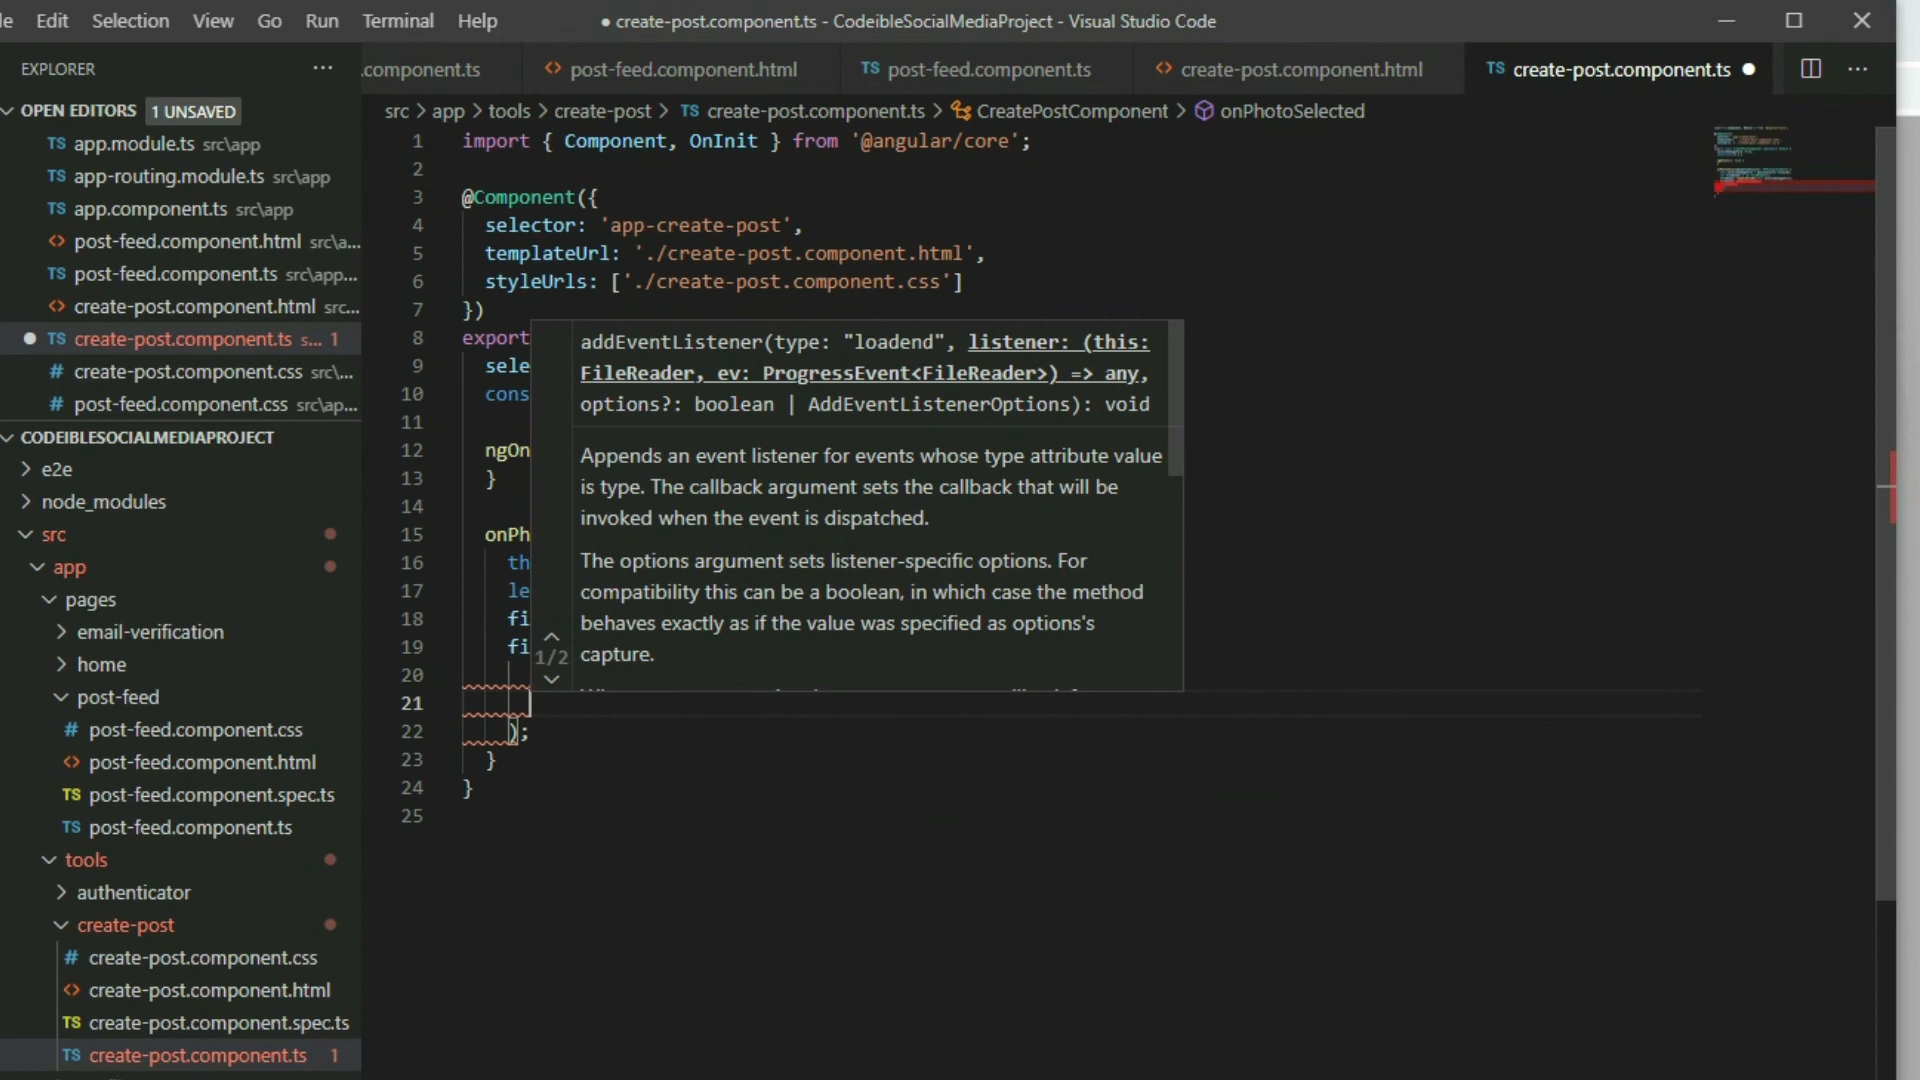 le Edit Selection View Go Run Terminal Help ● create-post.component.ts - CodeibleSocialMediaProject - Visual Studio Code
EXPLORER ···
.component.ts <> post-feed.component.html TS post-feed.component.ts <> create-post.component.html TS create-post.component.ts ● ···
OPEN EDITORS 1 UNSAVED
TS app.module.ts src\app
TS app-routing.module.ts src\app
TS app.component.ts src\app
<> post-feed.component.html src\a...
TS post-feed.component.ts src\app...
<> create-post.component.html src...
● TS create-post.component.ts s... 1
# create-post.component.css src\...
# post-feed.component.css src\ap...
CODEIBLESOCIALMEDIAPROJECT
> e2e
> node_modules
src
app
pages
> email-verification
> home
post-feed
# post-feed.component.css
<> post-feed.component.html
TS post-feed.component.spec.ts
TS post-feed.component.ts
tools
> authenticator
create-post
# create-post.component.css
<> create-post.component.html
TS create-post.component.spec.ts
TS create-post.component.ts 1
src > app > tools > create-post > TS create-post.component.ts > CreatePostComponent > onPhotoSelected
1 import { Component, OnInit } from '@angular/core';
2
3 @Component({
4 selector: 'app-create-post',
5 templateUrl: './create-post.component.html',
6 styleUrls: ['./create-post.component.css']
7 })
8 export
9 sele
10 cons
11
12 ngOn
13 }
14
15 onPh
16 th
17 le
18 fi
19 fi
20
21
22 );
23 }
24 }
25
addEventListener(type: "loadend", listener: (this:
FileReader, ev: ProgressEvent<FileReader>) => any,
options?: boolean | AddEventListenerOptions): void
Appends an event listener for events whose type attribute value
is type. The callback argument sets the callback that will be
invoked when the event is dispatched.
The options argument sets listener-specific options. For
compatibility this can be a boolean, in which case the method
behaves exactly as if the value was specified as options's
1/2 capture.